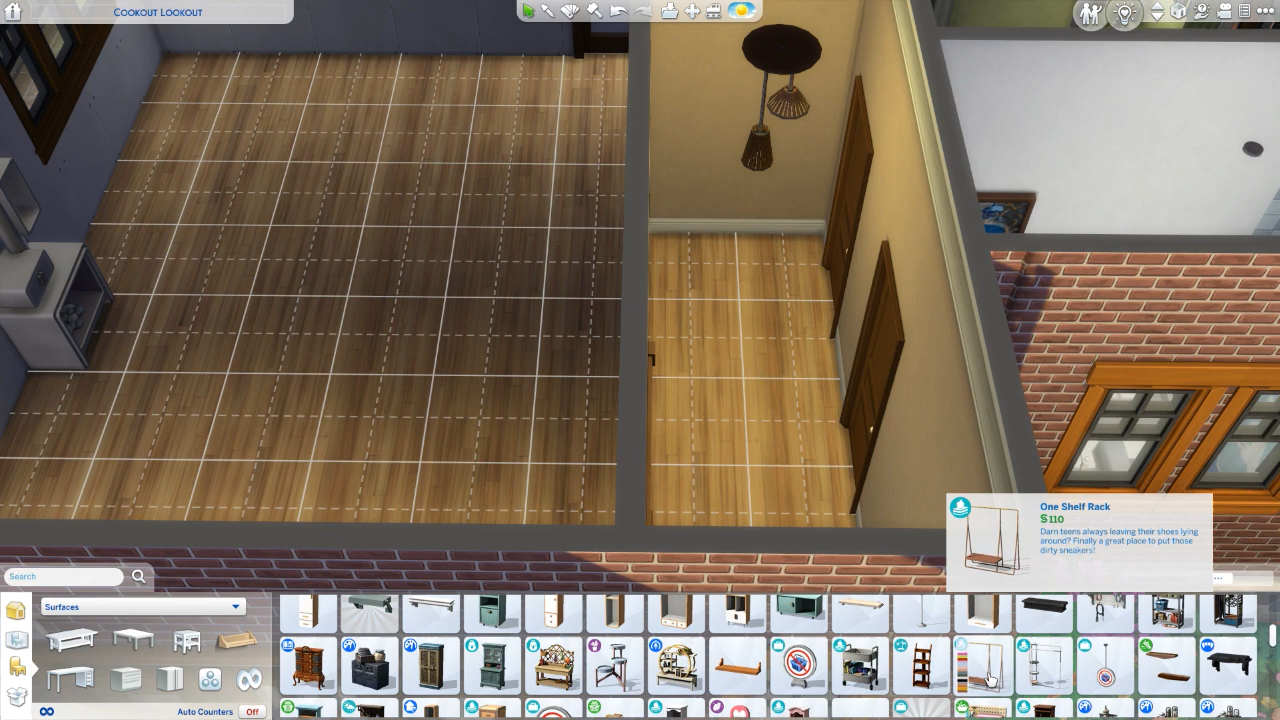 Cookout Lookout
One Shelf Rack
$110
Darn teens always leaving their shoes lying
around? Finally a great place to put those
dirty sneakers!
Search
Surfaces
Auto Counters Off